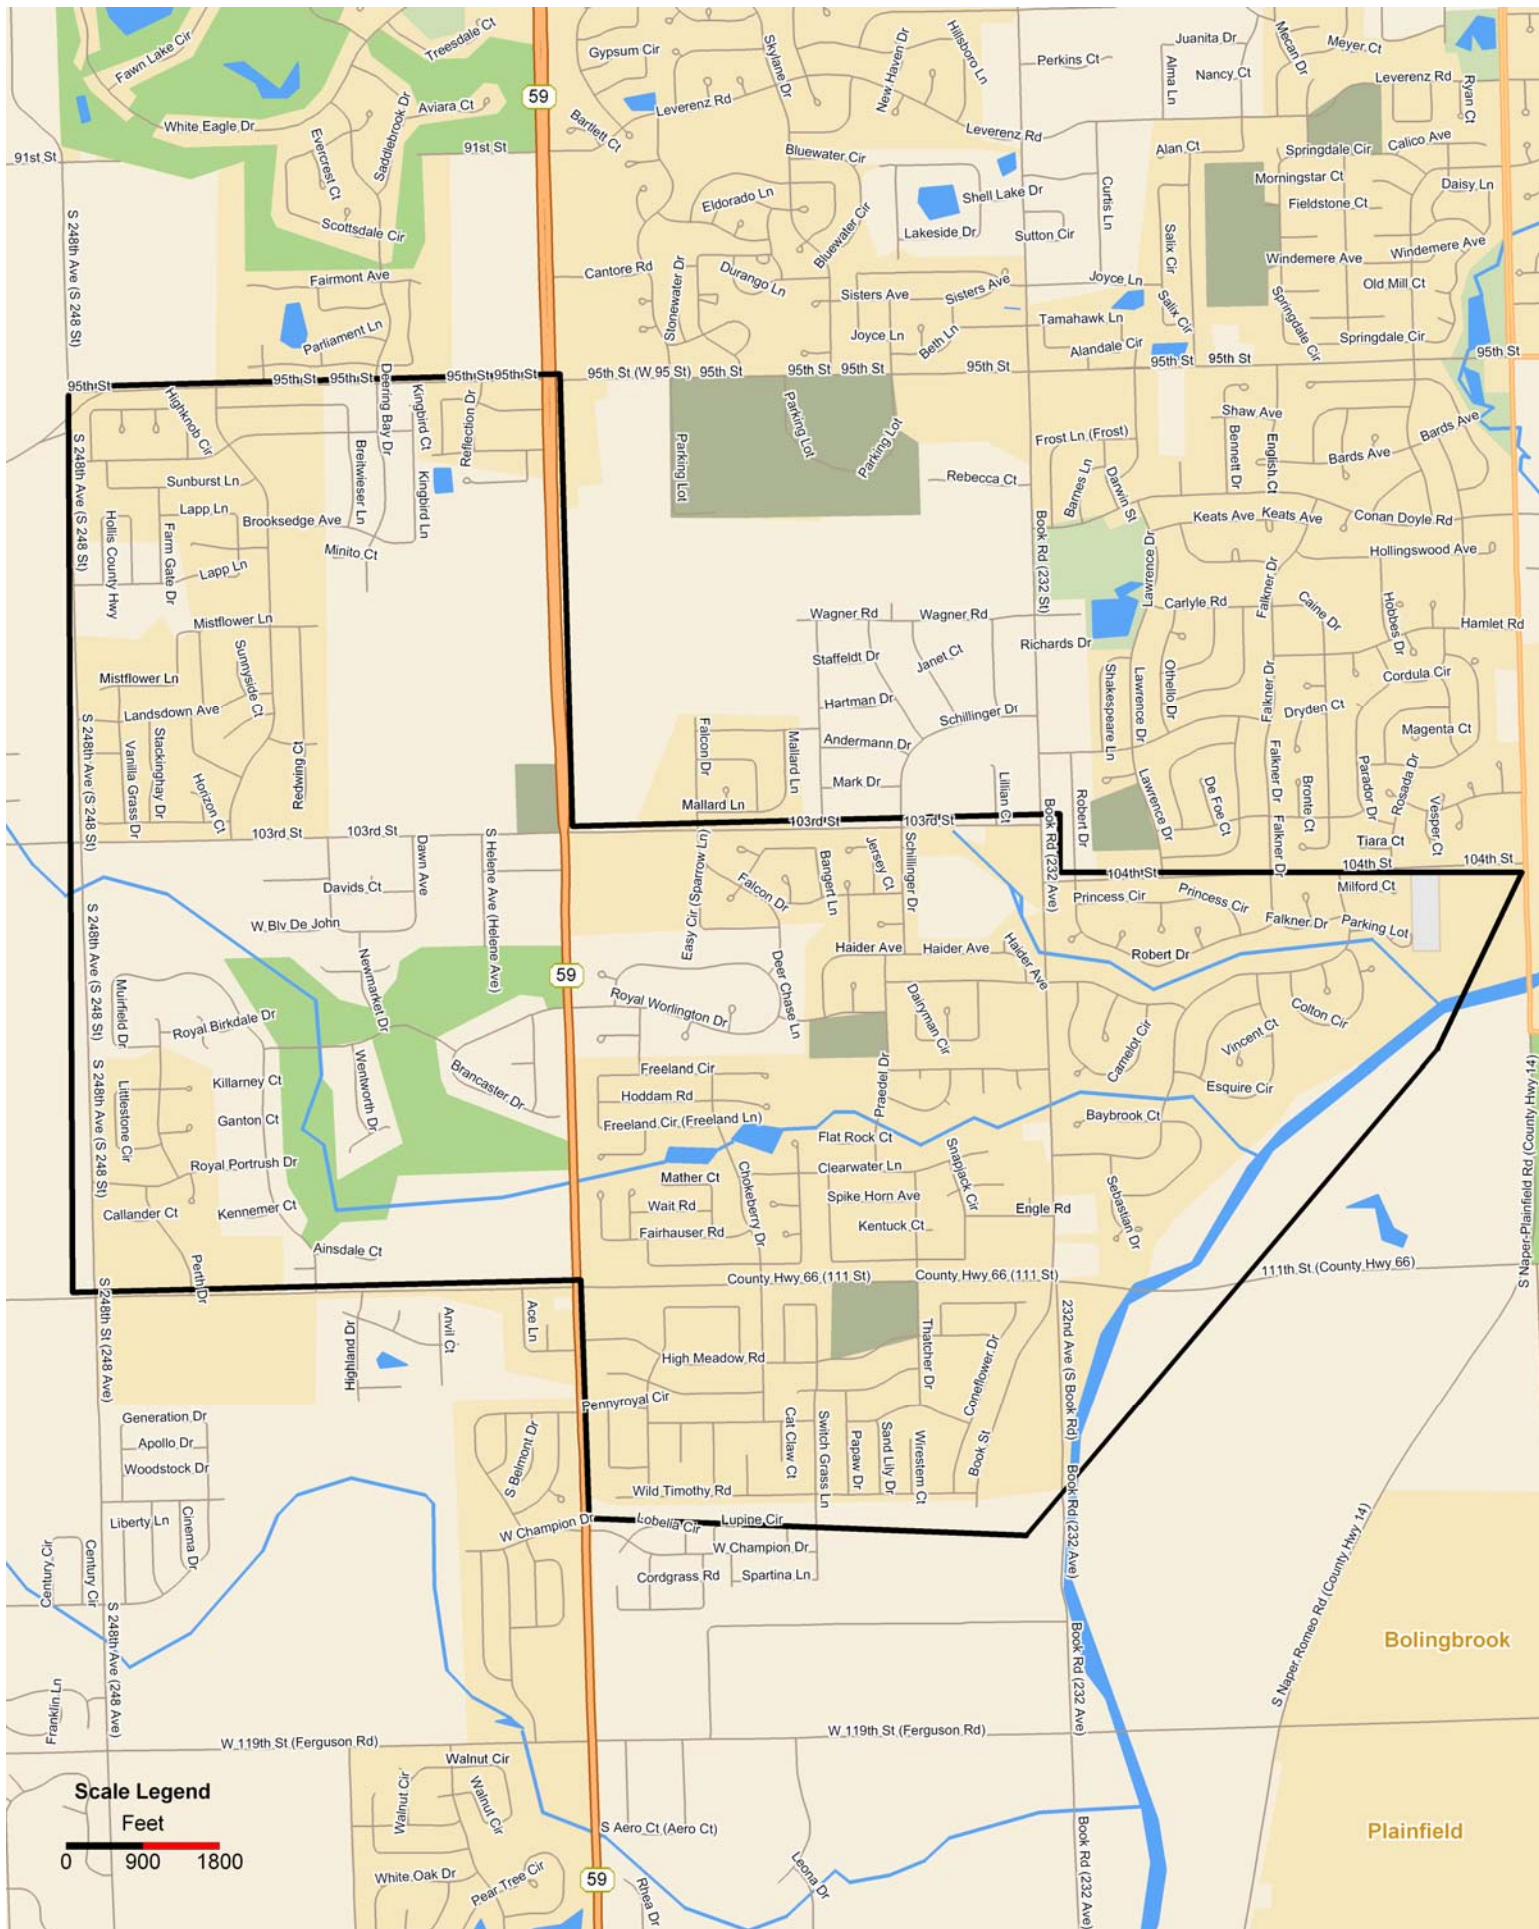 Treesdale Ct
Fawn Lake Cir
Gypsum Cir
Skylane Dr
New Haven Dr
Hillsboro Ln
Perkins Ct
Juanita Dr
Mecan Dr
Meyer Ct
Alma Ln
Nancy Ct
Leverenz Rd
Ryan Ct
59
Aviara Ct
Saddlebrook Dr
White Eagle Dr
Evercrest Ct
Bartlett Ct
Leverenz Rd
Leverenz Rd
91st St
91st St
Bluewater Cir
Alan Ct
Springdale Cir
Calico Ave
Morningstar Ct
Daisy Ln
Fieldstone Ct
Eldorado Ln
Shell Lake Dr
Curtis Ln
S 248th Ave (S 248 St)
Scottsdale Cir
Bluewater Cir
Lakeside Dr
Sutton Cir
Salix Cir
Windemere Ave
Windemere Ave
Fairmont Ave
Cantore Rd
Stonewater Dr
Durango Ln
Sisters Ave
Sisters Ave
Joyce Ln
Salix Cir
Springdale Cir
Old Mill Ct
Parliament Ln
Joyce Ln
Beth Ln
Tamahawk Ln
Alandale Cir
Springdale Cir
95th St
95th St
95th St
95th St
95th St
95th St
95th St
95th St
95th St (W 95 St)
95th St
95th St
95th St
95th St
Highknob Cir
Deering Bay Dr
Kingbird Ct
Reflection Dr
Parking Lot
Parking Lot
Parking Lot
Shaw Ave
Bards Ave
Frost Ln (Frost)
Bennett Dr
English Ct
Bards Ave
S 248th Ave (S 248 St)
Breitwieser Ln
Kingbird Ln
Sunburst Ln
Rebecca Ct
Barnes Ln
Darwin St
Lapp Ln
Hollis County Hwy
Farm Gate Dr
Brooksedge Ave
Minito Ct
Book Rd (232 St)
Keats Ave
Keats Ave
Conan Doyle Rd
Lapp Ln
Lawrence Dr
Hollingswood Ave
Falkner Dr
Mistflower Ln
Wagner Rd
Wagner Rd
Carlyle Rd
Caine Dr
Hobbes Dr
Hamlet Rd
Sunnyside Ct
Staffeldt Dr
Janet Ct
Richards Dr
Mistflower Ln
Shakespeare Ln
Lawrence Dr
Othello Dr
Falkner Dr
Cordula Cir
Landsdown Ave
Hartman Dr
Schillinger Dr
Dryden Ct
Magenta Ct
S 248th Ave (S 248 St)
Vanilla Grass Dr
Stackinghay Dr
Redwing Ct
Falcon Dr
Mallard Ln
Andermann Dr
Falkner Dr
Horizon Ct
Mark Dr
Lillian Ct
Robert Dr
Lawrence Dr
De Foe Ct
Bronte Ct
Parador Dr
Rosada Dr
Vesper Ct
Mallard Ln
103rd St
103rd St
103rd St
103rd St
Tiara Ct
Dawn Ave
S Helene Ave (Helene Ave)
Easy Cir (Sparrow Ln)
Bangert Ln
Jersey Ct
Schillinger Dr
Book Rd (232 Ave)
Falkner Dr
104th St
104th St
104th St
Davids Ct
Falcon Dr
Princess Cir
Princess Cir
Milford Ct
W Blv De John
Falkner Dr
Parking Lot
S 248th Ave (S 248 St)
Newmarket Dr
59
Deer Chase Ln
Haider Ave
Haider Ave
Haider Ave
Robert Dr
Muirfield Dr
Royal Birkdale Dr
Royal Worlington Dr
Dairyman Cir
Camelot Cir
Vincent Ct
Colton Cir
S 248th Ave (S 248 St)
Littlestone Cir
Killarney Ct
Wentworth Dr
Brancaster Dr
Freeland Cir
Praedel Dr
Esquire Cir
S Naper-Plainfield Rd (County Hwy 14)
Ganton Ct
Hoddam Rd
Freeland Cir (Freeland Ln)
Baybrook Ct
Flat Rock Ct
Royal Portrush Dr
Mather Ct
Chokeberry Dr
Clearwater Ln
Snapjack Cir
Sebastian Dr
Callander Ct
Kennemer Ct
Wait Rd
Spike Horn Ave
Engle Rd
Fairhauser Rd
Kentuck Ct
Perth Dr
Ainsdale Ct
County Hwy 66 (111 St)
County Hwy 66 (111 St)
111th St (County Hwy 66)
S 248th St (248 Ave)
Highland Dr
Anvil Ct
Ace Ln
232nd Ave (S Book Rd)
High Meadow Rd
Thatcher Dr
Coneflower Dr
Pennyroyal Cir
Generation Dr
Apollo Dr
Woodstock Dr
S Belmont Dr
Cat Claw Ct
Switch Grass Ln
Papaw Dr
Sand Lily Dr
Wirestem Ct
Book St
Wild Timothy Rd
Liberty Ln
Cinema Dr
W Champion Dr
Lobelia Cir
Lupine Cir
Book Rd (232 Ave)
Century Cir
Century Cir
W Champion Dr
Cordgrass Rd
Spartina Ln
S Naper Romeo Rd (County Hwy 14)
S 248th Ave (248 Ave)
Franklin Ln
Book Rd (232 Ave)
Bolingbrook
W 119th St (Ferguson Rd)
W 119th St (Ferguson Rd)
Walnut Cir
Walnut Cir
Walnut Cir
Scale Legend
Feet
0 900 1800
S Aero Ct (Aero Ct)
Plainfield
White Oak Dr
Pear Tree Cir
59
Rhea Dr
Leona Dr
Book Rd (232 Ave)